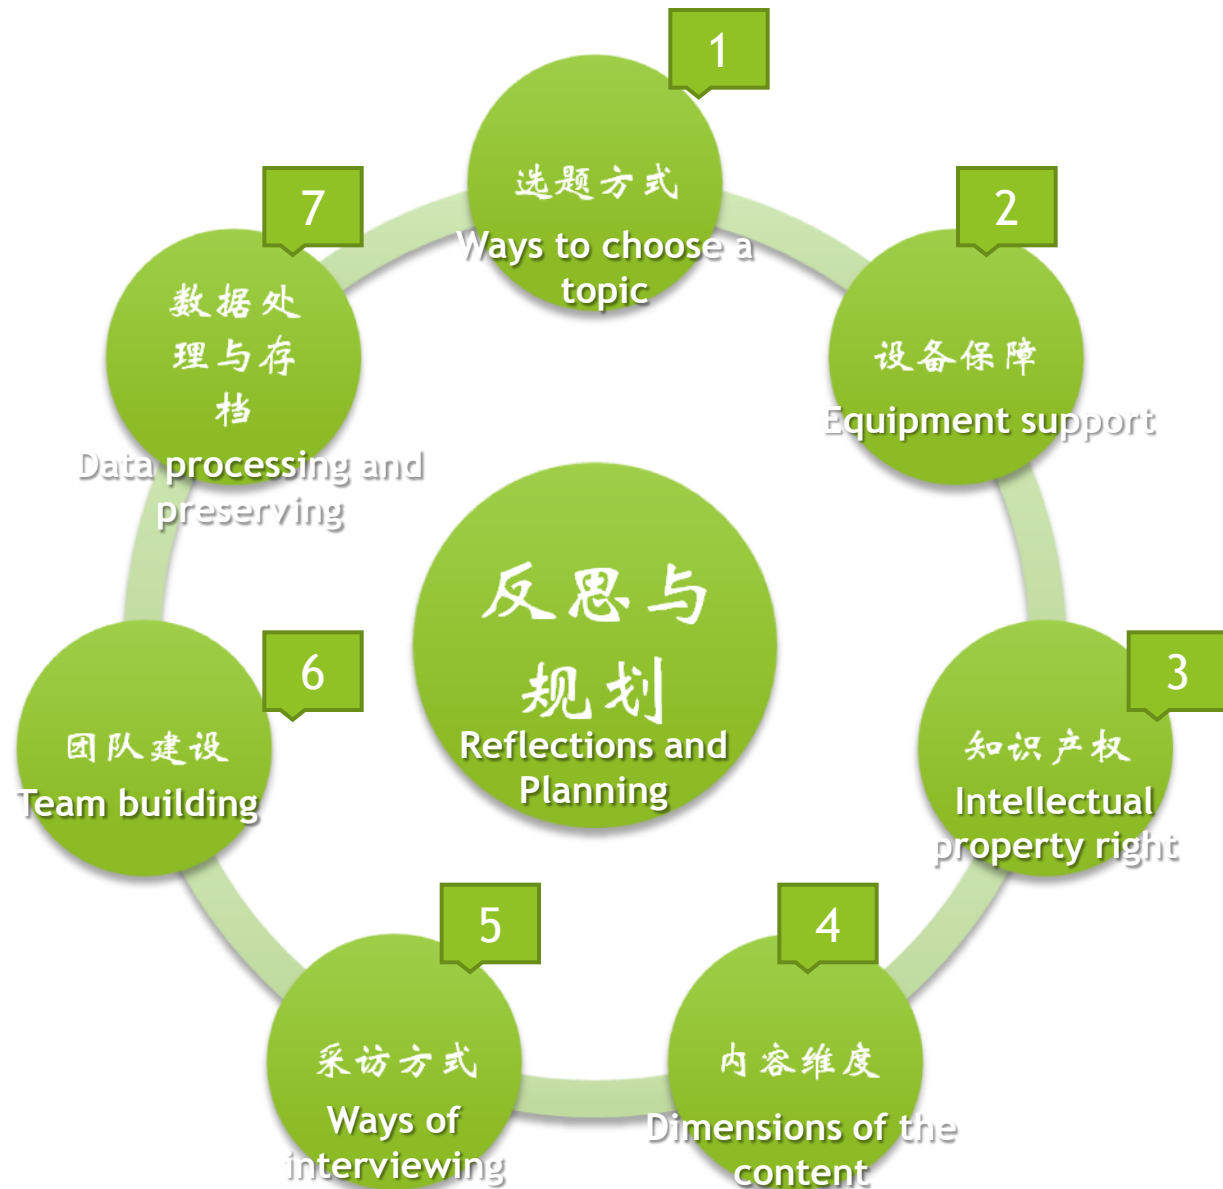 1
选题方式
Ways to choose a
topic
2
设备保障
Equipment support
3
知识产权
Intellectual
property right
4
内容维度
Dimensions of the
content
5
采访方式
Ways of
interviewing
6
团队建设
Team building
7
数据处
理与存
档
Data processing and
preserving
反思与
规划
Reflections and
Planning